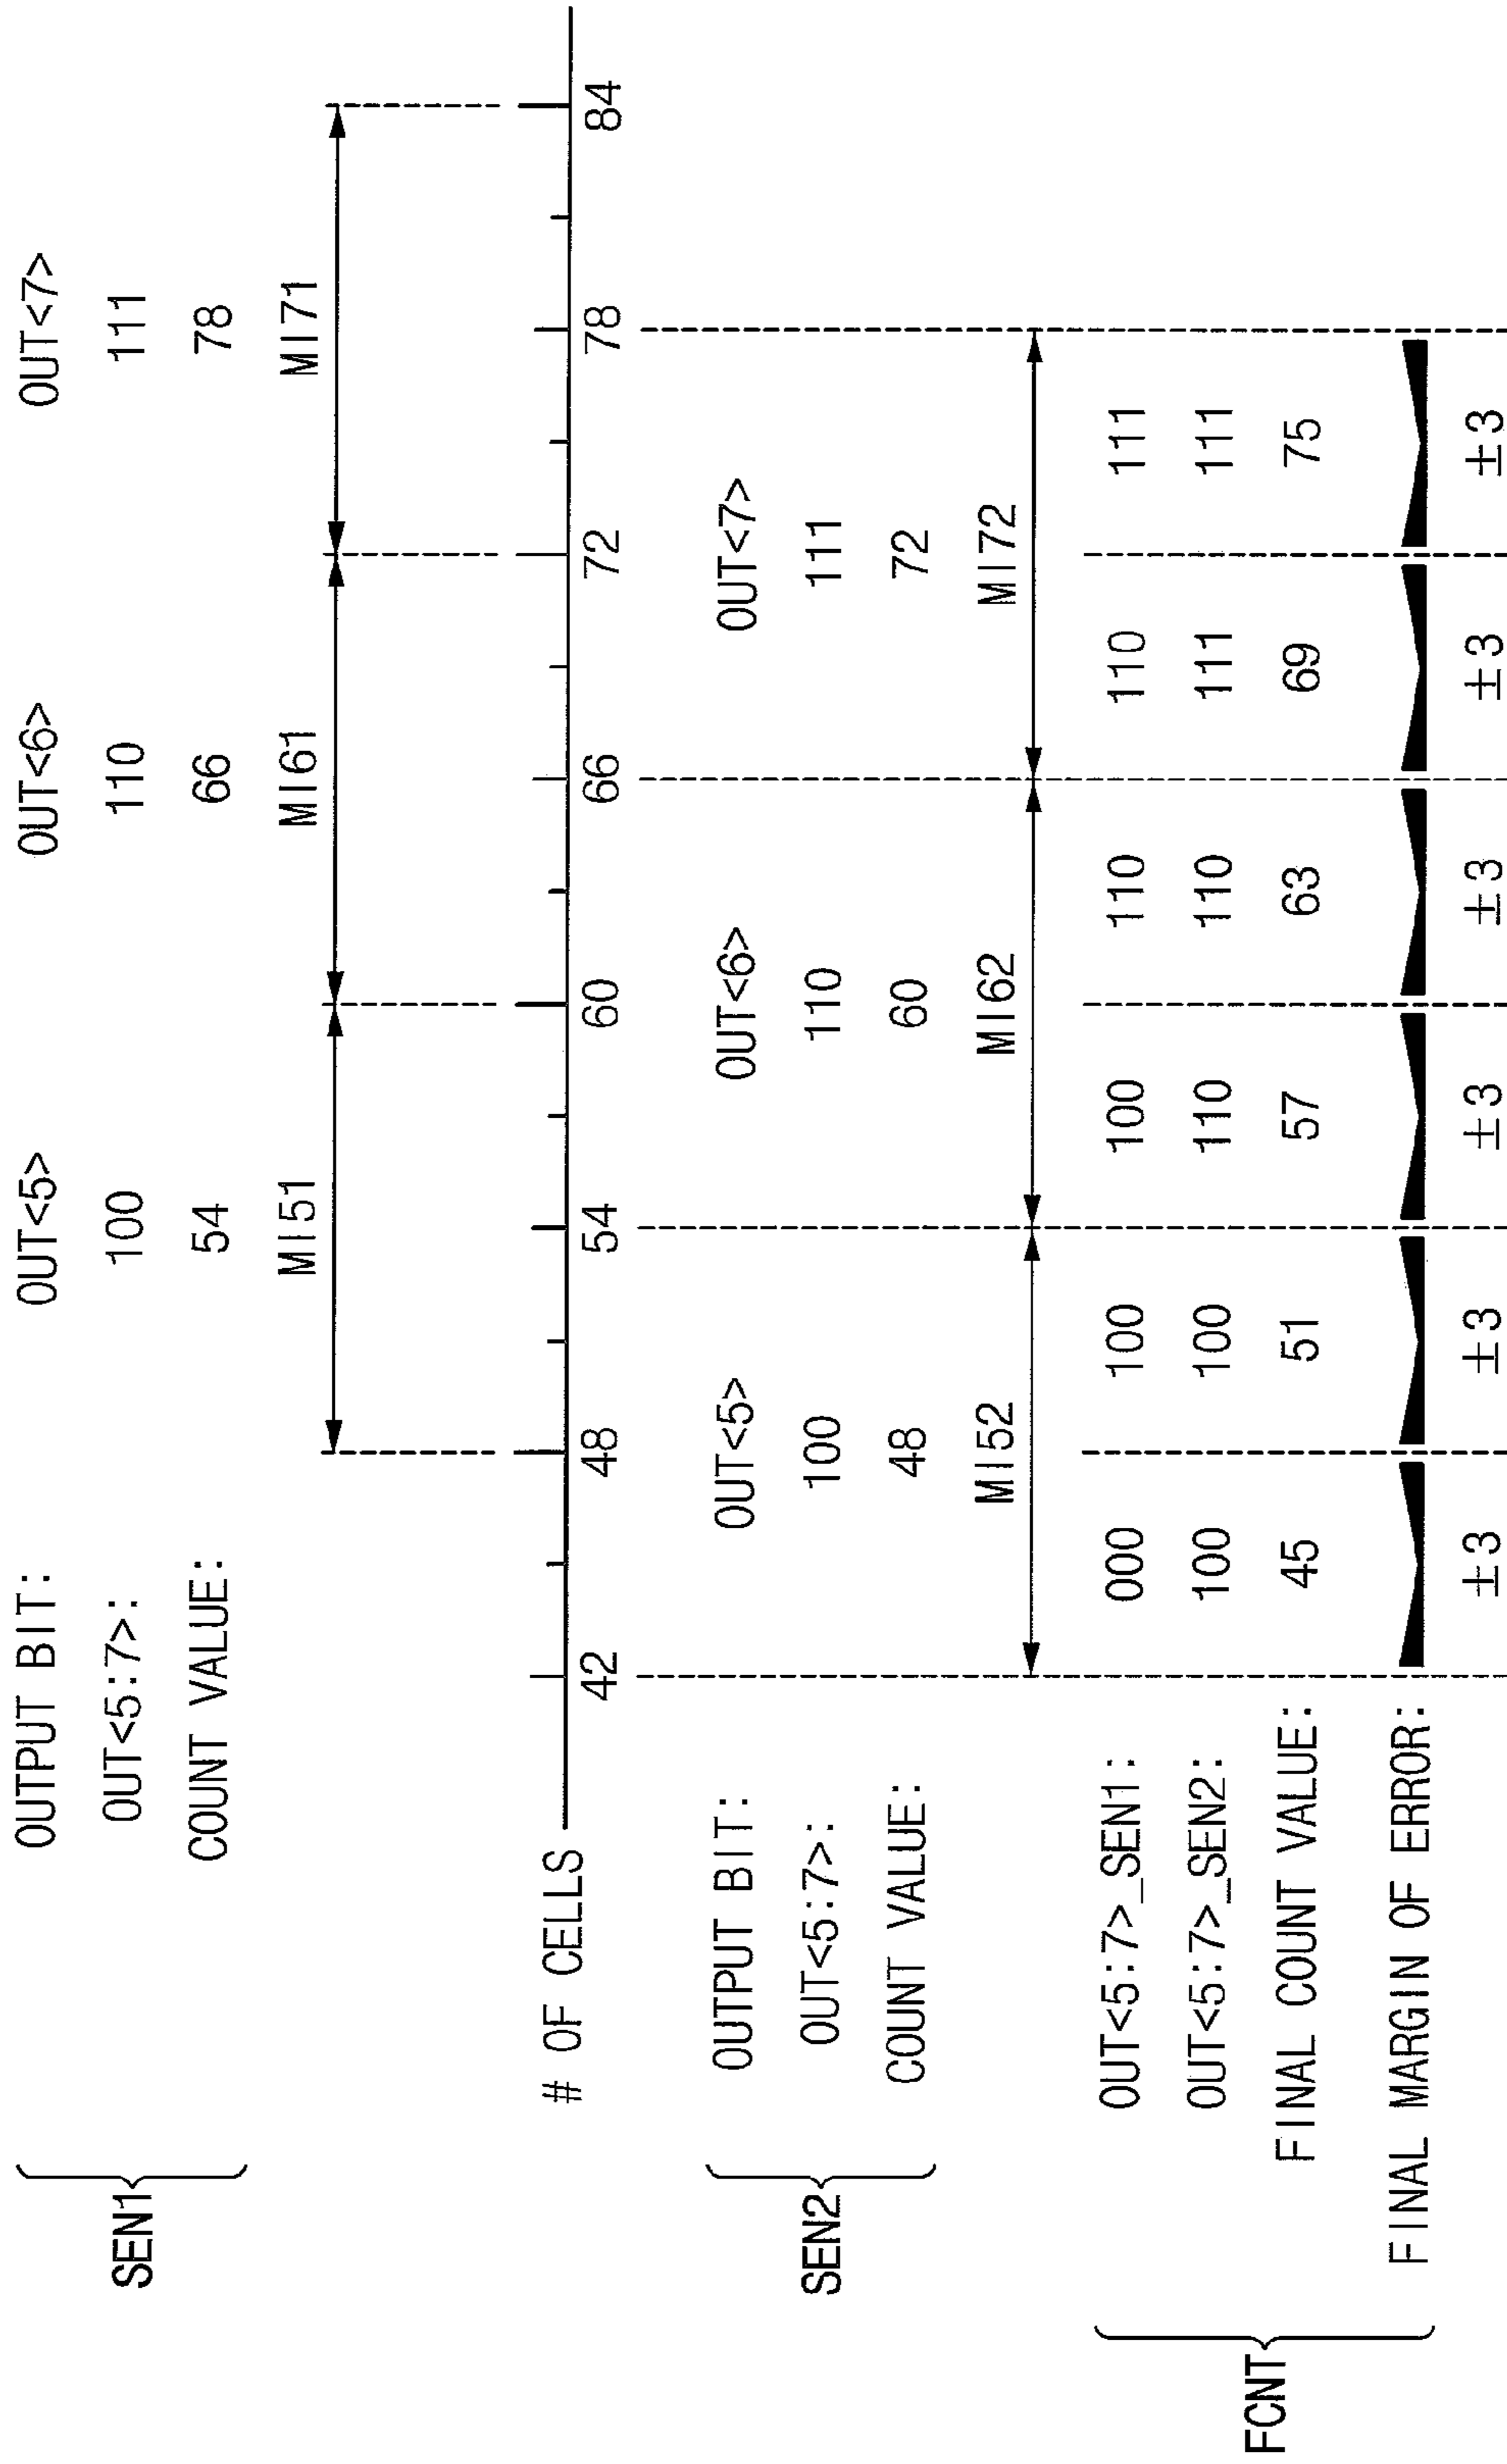 SEN1
OUTPUT BIT: OUT<5> OUT<6> OUT<7>
OUT<5:7>: 100 110 111
COUNT VALUE: 54 66 78
MI51 MI61 MI71
# OF CELLS 42 48 54 60 66 72 78 84
SEN2
OUTPUT BIT: OUT<5> OUT<6> OUT<7>
OUT<5:7>: 100 110 111
COUNT VALUE: 48 60 72
MI52 MI62 MI72
FCNT
OUT<5:7>_SEN1: 000 100 100 110 110 111
OUT<5:7>_SEN2: 100 100 110 110 111 111
FINAL COUNT VALUE: 45 51 57 63 69 75
FINAL MARGIN OF ERROR:
±3 ±3 ±3 ±3 ±3 ±3